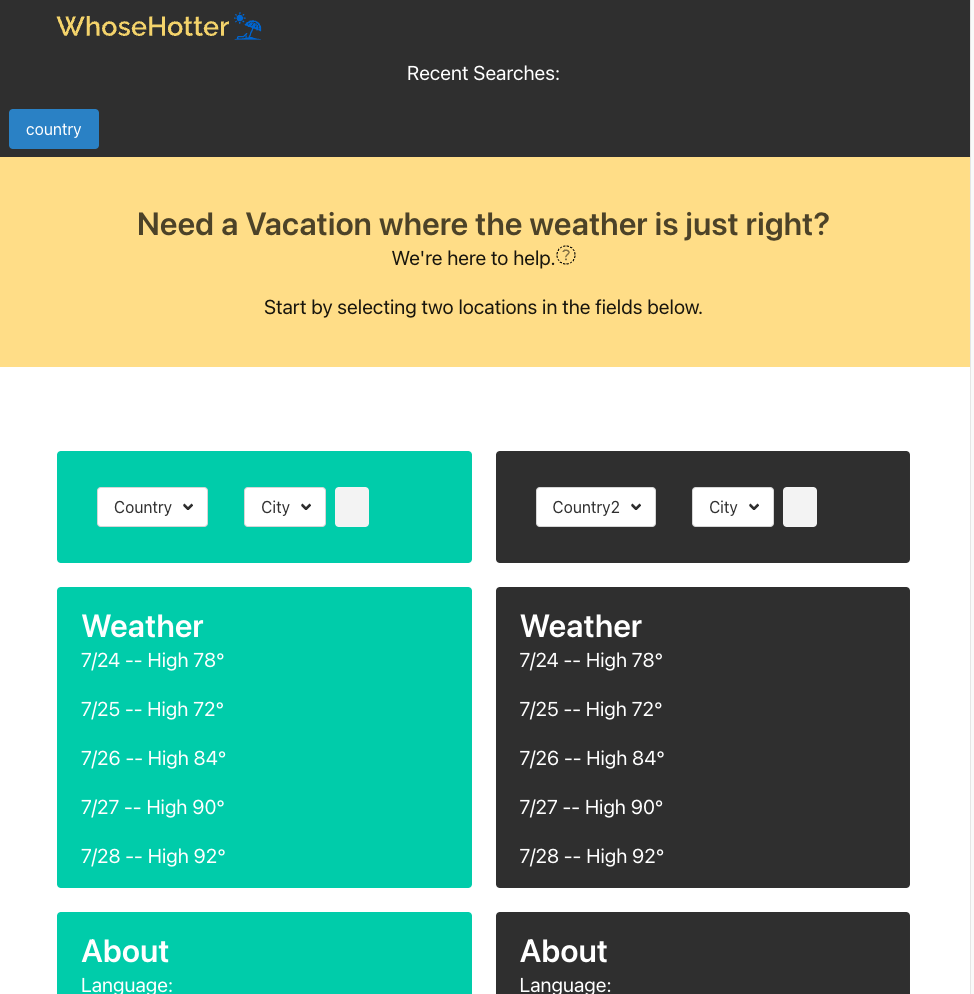 WhoseHotter
Recent Searches:
country
Need a Vacation where the weather is just right?
We're here to help.?
Start by selecting two locations in the fields below.
Country City
Country2 City
Weather
7/24 -- High 78°
7/25 -- High 72°
7/26 -- High 84°
7/27 -- High 90°
7/28 -- High 92°
Weather
7/24 -- High 78°
7/25 -- High 72°
7/26 -- High 84°
7/27 -- High 90°
7/28 -- High 92°
About
Language:
About
Language: